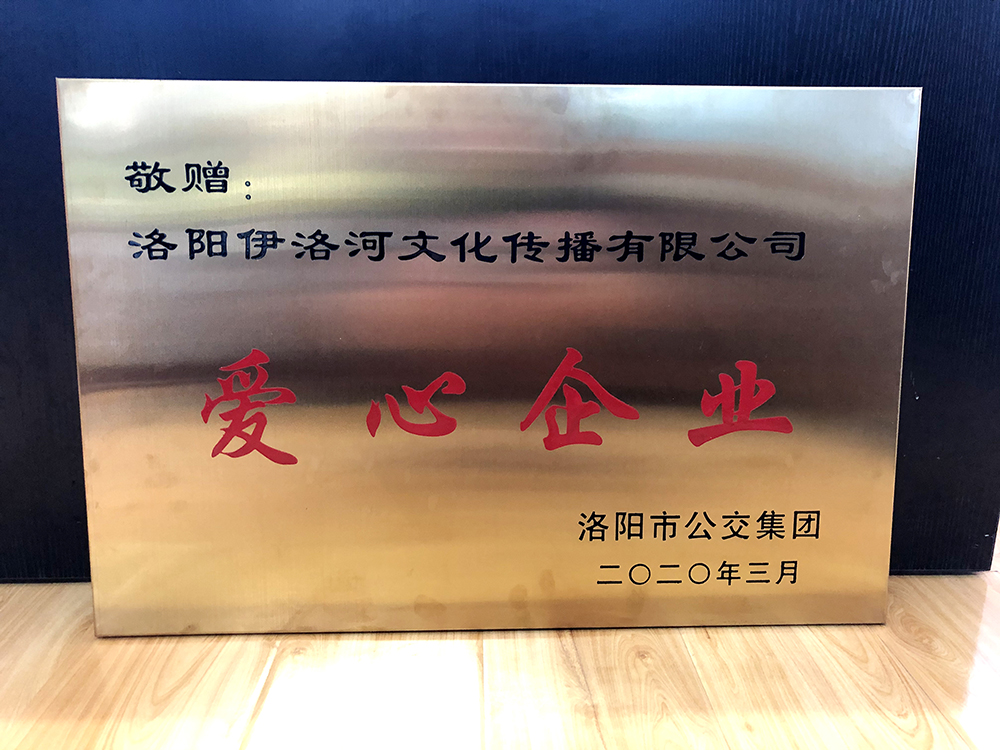 敬赠：
洛阳伊洛河文化传播有限公司
爱心企业
洛阳市公交集团
二〇二〇年三月